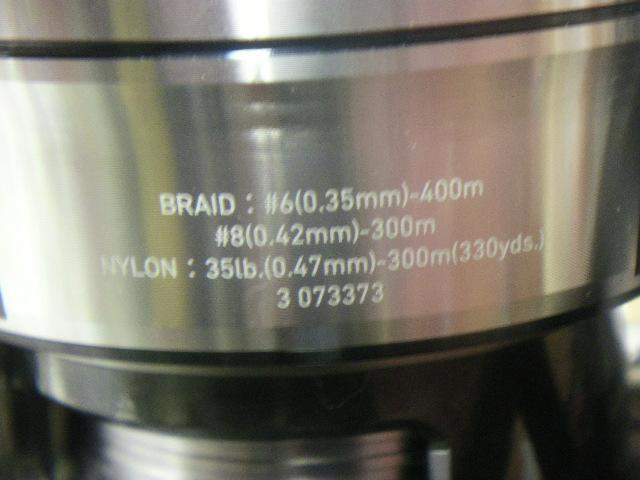 BRAID : #6(0.35mm)-400m
#8(0.42mm)-300m
NYLON : 35lb.(0.47mm)-300m(330yds.)
3 073373